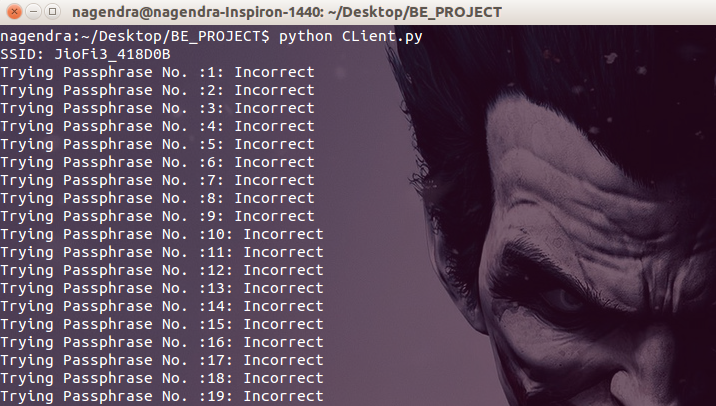 nagendra@nagendra-Inspiron-1440: ~/Desktop/BE_PROJECT
nagendra:~/Desktop/BE_PROJECT$ python CLient.py
SSID: JioFi3_418D0B
Trying Passphrase No. :1: Incorrect
Trying Passphrase No. :2: Incorrect
Trying Passphrase No. :3: Incorrect
Trying Passphrase No. :4: Incorrect
Trying Passphrase No. :5: Incorrect
Trying Passphrase No. :6: Incorrect
Trying Passphrase No. :7: Incorrect
Trying Passphrase No. :8: Incorrect
Trying Passphrase No. :9: Incorrect
Trying Passphrase No. :10: Incorrect
Trying Passphrase No. :11: Incorrect
Trying Passphrase No. :12: Incorrect
Trying Passphrase No. :13: Incorrect
Trying Passphrase No. :14: Incorrect
Trying Passphrase No. :15: Incorrect
Trying Passphrase No. :16: Incorrect
Trying Passphrase No. :17: Incorrect
Trying Passphrase No. :18: Incorrect
Trying Passphrase No. :19: Incorrect